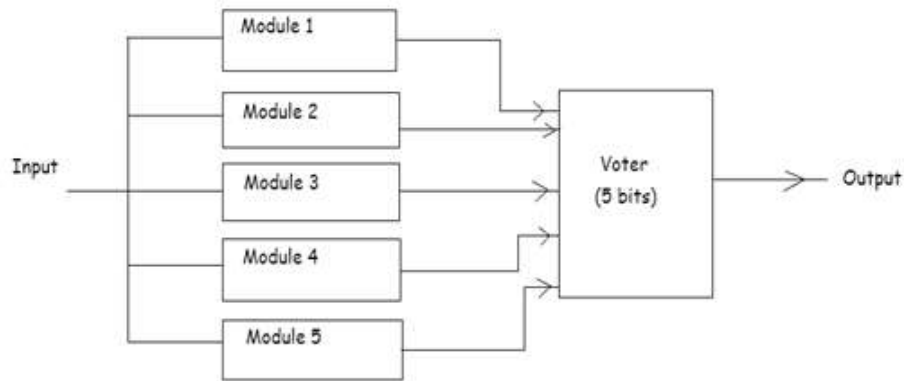 Module 1
Module 2
Input
Module 3
Voter
(5 bits)
Output
Module 4
Module 5